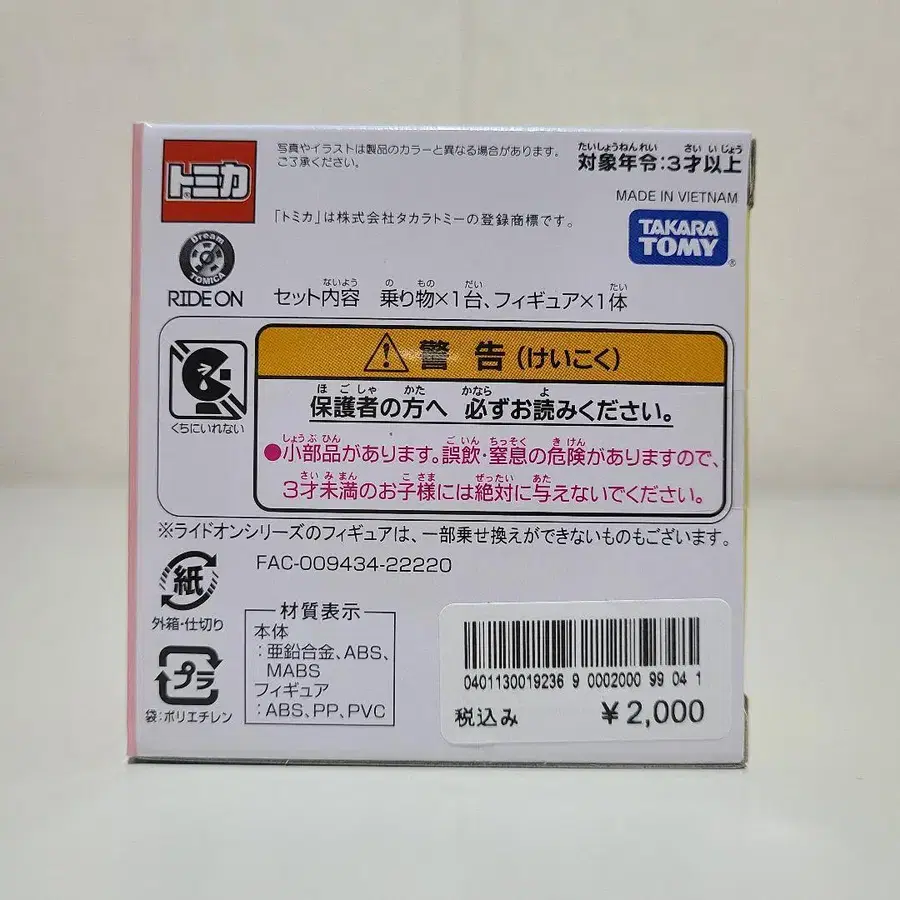 トミカ
写真やイラストは製品のカラーと異なる場合があります。
ご了承ください。
たいしょうねんれい さい いじょう
対象年令:3才以上
MADE IN VIETNAM
「トミカ」は株式会社タカラトミーの登録商標です。
TAKARA
TOMY
Dream
TOMICA
RIDE ON
ないよう の もの だい たい
セット内容 乗り物×1台、フィギュア×1体
警告(けいこく)
ほごしゃ かた かなら よ
保護者の方へ 必ずお読みください。
しょうぶひん ごいん ちっそく きけん
●小部品があります。誤飲・窒息の危険がありますので、
さいみまん こさま ぜったい あた
3才未満のお子様には絶対に与えないでください。
くちにいれない
※ライドオンシリーズのフィギュアは、一部乗せ換えができないものもございます。
FAC-009434-22220
紙
外箱・仕切り
プラ
袋:ポリエチレン
材質表示
本体
:亜鉛合金、ABS、
MABS
フィギュア
:ABS、PP、PVC
0401130019236 9 0002000 99 04 1
税込み ¥2,000